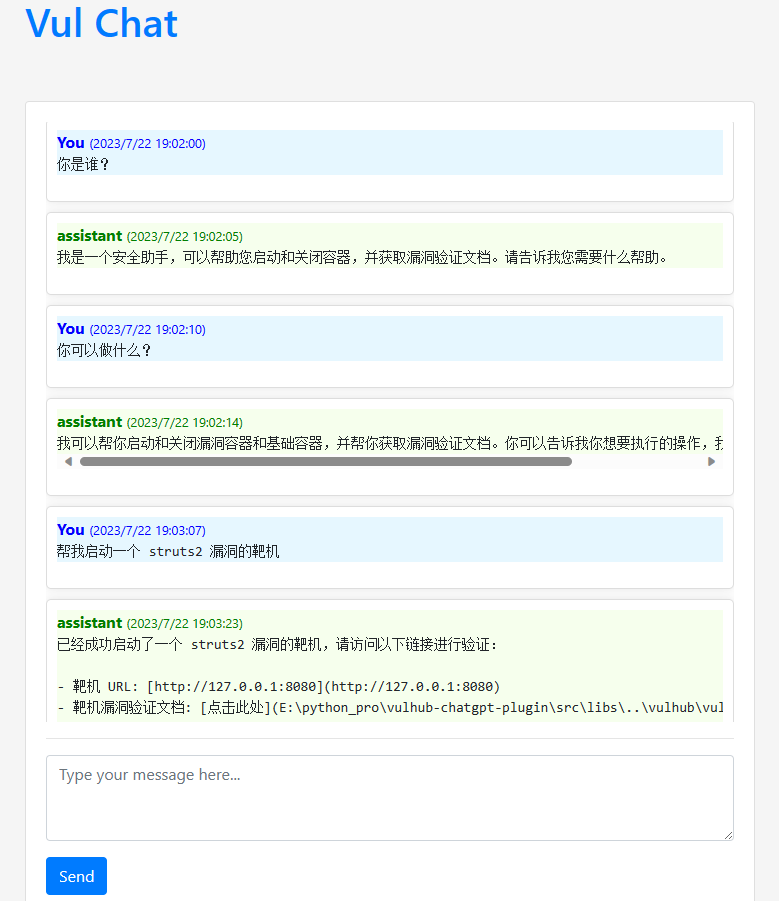 Vul Chat
You (2023/7/22 19:02:00)
你是谁？
assistant (2023/7/22 19:02:05)
我是一个安全助手，可以帮助您启动和关闭容器，并获取漏洞验证文档。请告诉我您需要什么帮助。
You (2023/7/22 19:02:10)
你可以做什么？
assistant (2023/7/22 19:02:14)
我可以帮你启动和关闭漏洞容器和基础容器，并帮你获取漏洞验证文档。你可以告诉我你想要执行的操作，
You (2023/7/22 19:03:07)
帮我启动一个 struts2 漏洞的靶机
assistant (2023/7/22 19:03:23)
已经成功启动了一个 struts2 漏洞的靶机，请访问以下链接进行验证：
- 靶机 URL: [http://127.0.0.1:8080](http://127.0.0.1:8080)
- 靶机漏洞验证文档: [点击此处](E:\python_pro\vulhub-chatgpt-plugin\src\libs\..\vulhub\vul
Type your message here...
Send